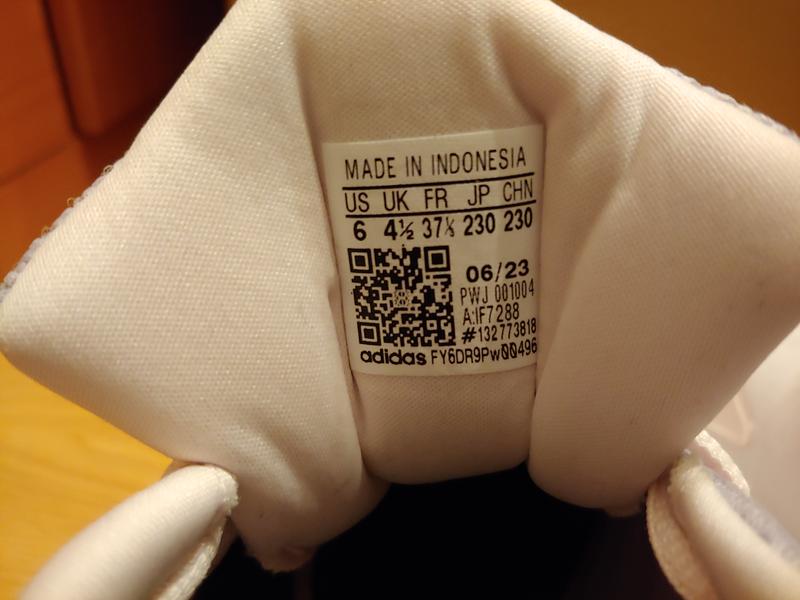 MADE IN INDONESIA
US UK FR JP CHN
6 4½ 37⅓ 230 230
06/23
PWJ 001004
A:IF7288
#132773818
adidas FY6DR9Pw00496